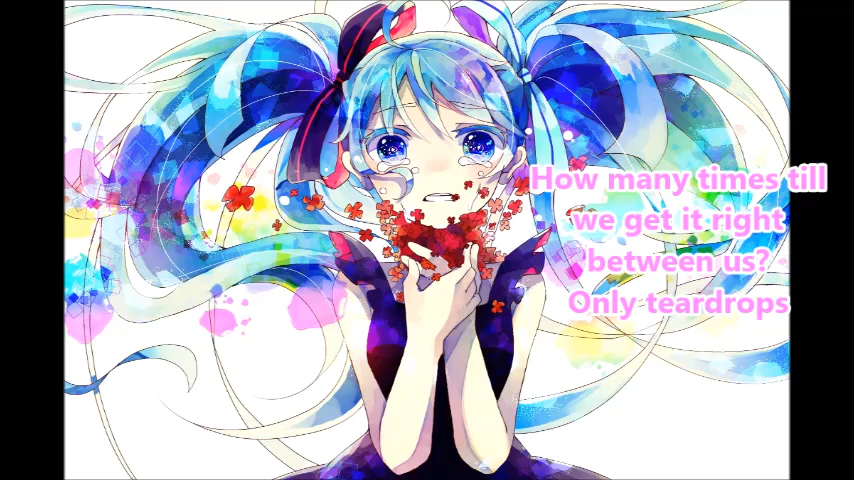 How many times till
we get it right
between us?
Only teardrops